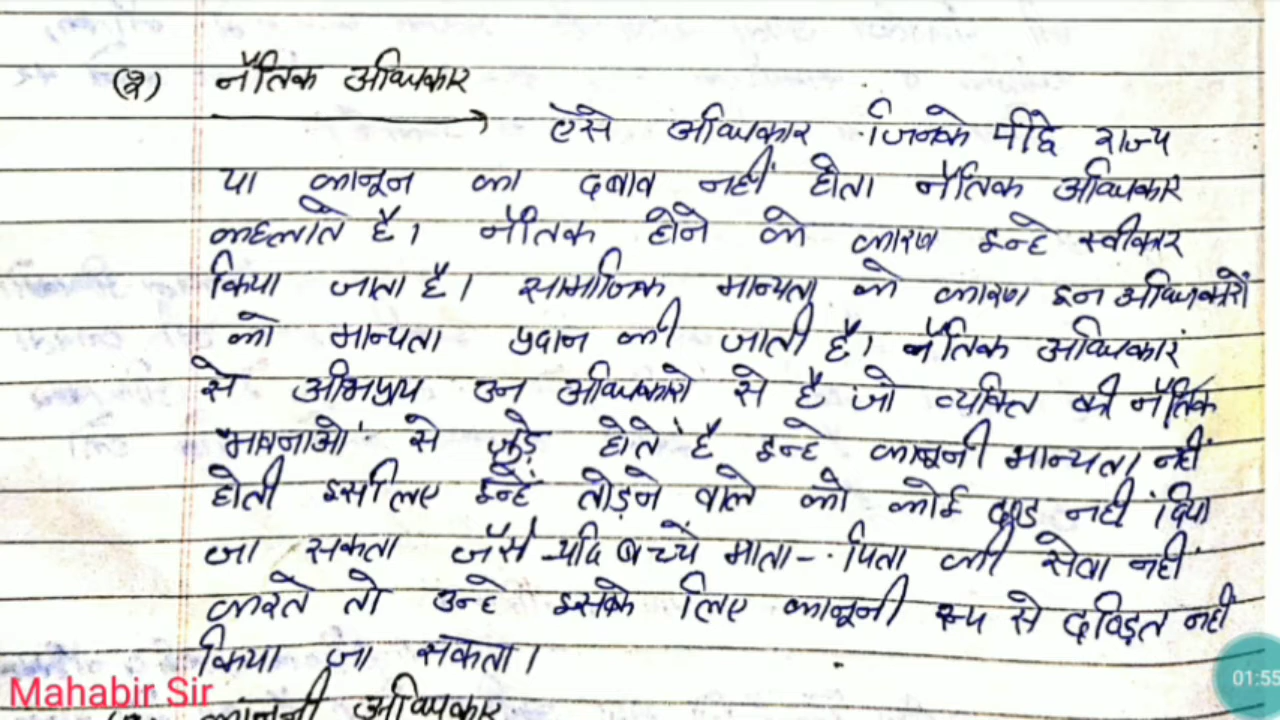 (२) नैतिक अधिकार
ऐसे अधिकार जिनके पीछे राज्य
या कानून का दबाव नहीं होता नैतिक अधिकार
कहलाते है। नैतिक होने के कारण इन्हे स्वीकार
किया जाता है। सामाजिक मान्यता के कारण इन अधिकारों
को मान्यता प्रदान की जाती है। नैतिक अधिकार
से अभिप्राय उन अधिकारो से है जो व्यक्ति की नैतिक
भावनाओं से जुड़े होते है इन्हे कानूनी मान्यता नहीं
होती इसलिए इन्हें तोड़ने वाले को कोई दण्ड नहीं दिया
जा सकता जैसे यदि बच्चे माता-पिता की सेवा नहीं
करते तो उन्हे इसके लिए कानूनी रूप से दण्डित नहीं
किया जा सकता।
कानूनी अधिकार
Mahabir Sir
01:55